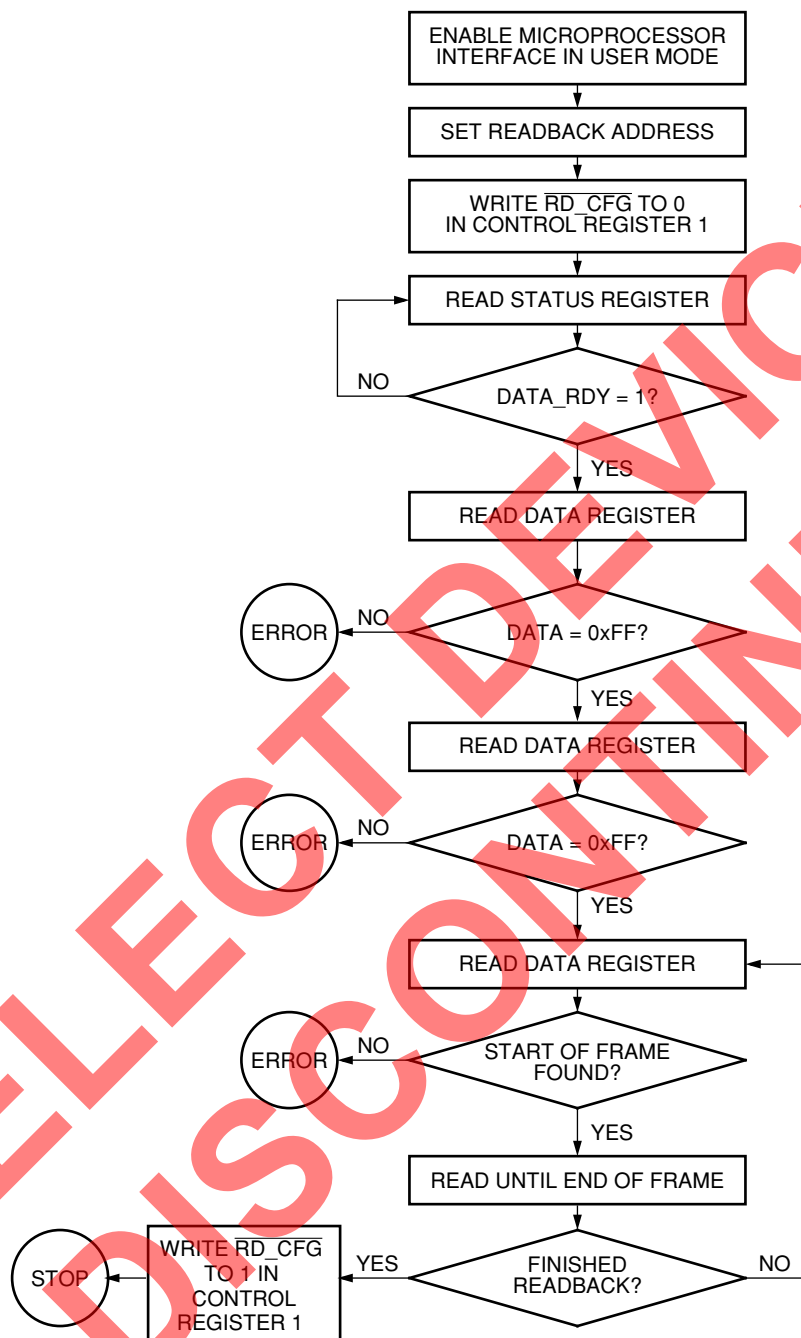 ENABLE MICROPROCESSOR
INTERFACE IN USER MODE
SET READBACK ADDRESS
WRITE RD_CFG TO 0
IN CONTROL REGISTER 1
READ STATUS REGISTER
NO
DATA_RDY = 1?
YES
READ DATA REGISTER
ERROR
NO
DATA = 0xFF?
YES
READ DATA REGISTER
ERROR
NO
DATA = 0xFF?
YES
READ DATA REGISTER
ERROR
NO
START OF FRAME
FOUND?
YES
READ UNTIL END OF FRAME
STOP
WRITE RD_CFG
TO 1 IN
CONTROL
REGISTER 1
YES
FINISHED
READBACK?
NO